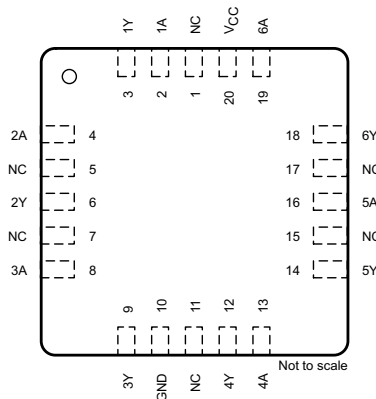 1Y 1A NC VCC 6A
3 2 1 20 19
2A 4 18 6Y
NC 5 17 NC
2Y 6 16 5A
NC 7 15 NC
3A 8 14 5Y
9 10 11 12 13
Not to scale
3Y GND NC 4Y 4A